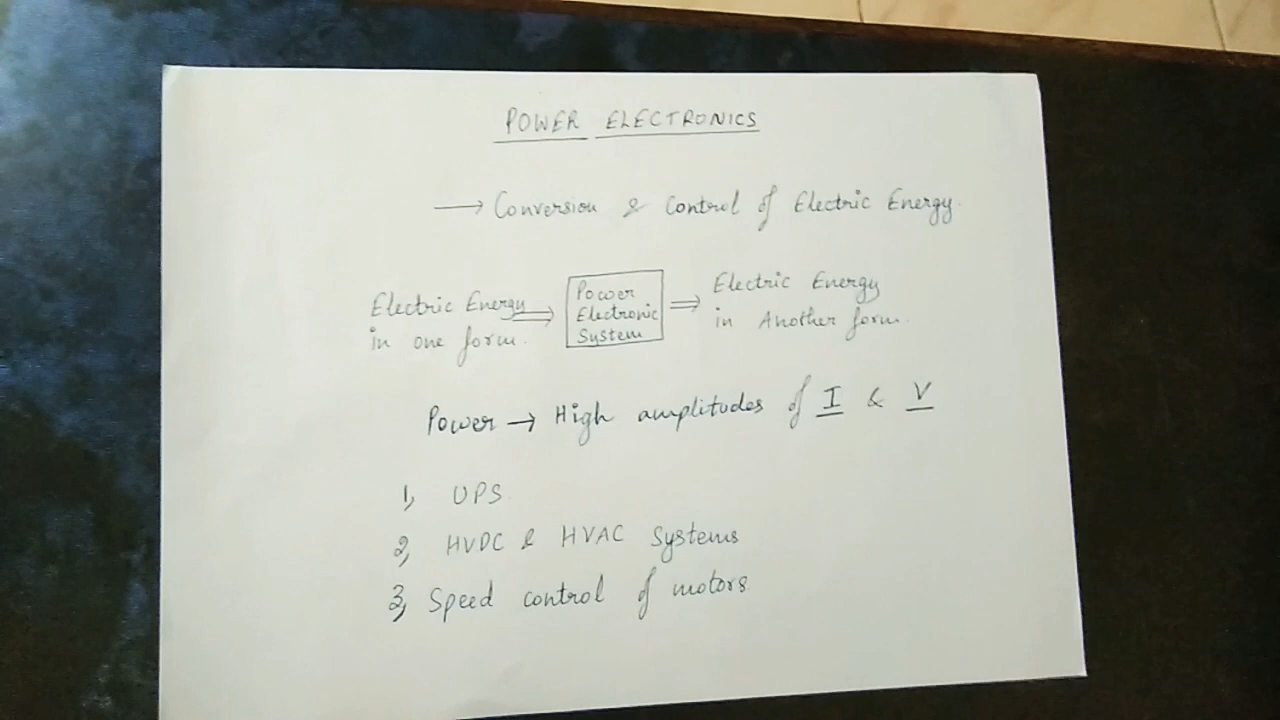 POWER ELECTRONICS
→ Conversion & Control of Electric Energy.
Electric Energy
in one form.
⇒
Power
Electronic
System
⇒
Electric Energy
in Another form.
Power → High amplitudes of I & V
1, UPS.
2, HVDC & HVAC Systems
3, Speed control of motors.